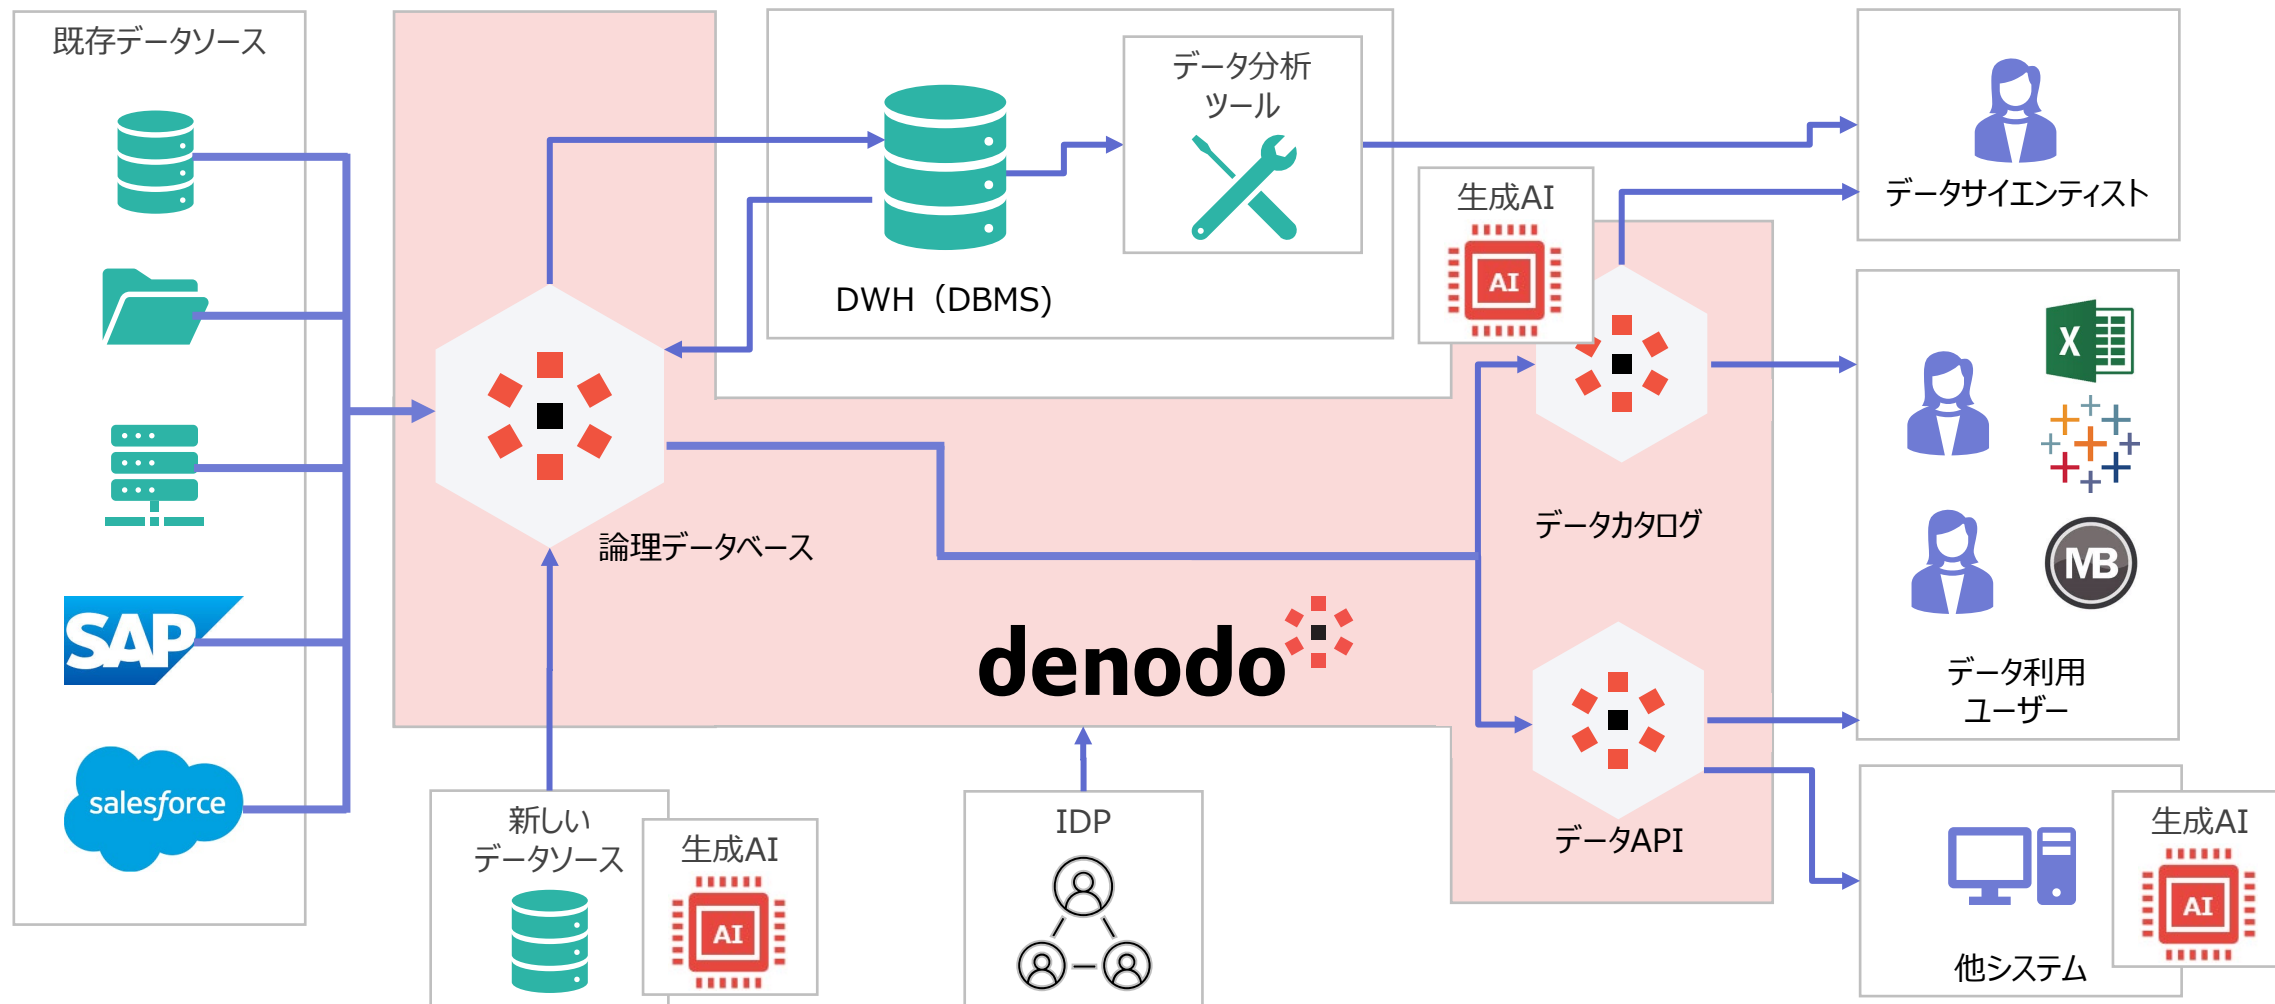 既存データソース
SAP
salesforce
論理データベース
DWH（DBMS)
データ分析
ツール
生成AI
AI
データカタログ
denodo
データAPI
新しい
データソース
生成AI
AI
IDP
データサイエンティスト
X
MB
データ利用
ユーザー
他システム
生成AI
AI